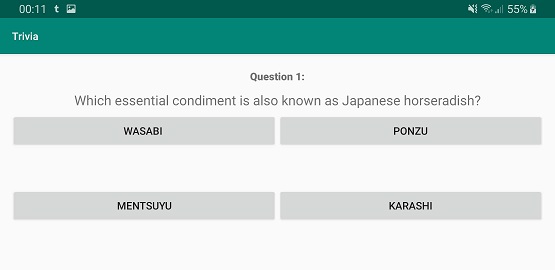 00:11 t 55%
Trivia
Question 1:
Which essential condiment is also known as Japanese horseradish?
WASABI PONZU
MENTSUYU KARASHI